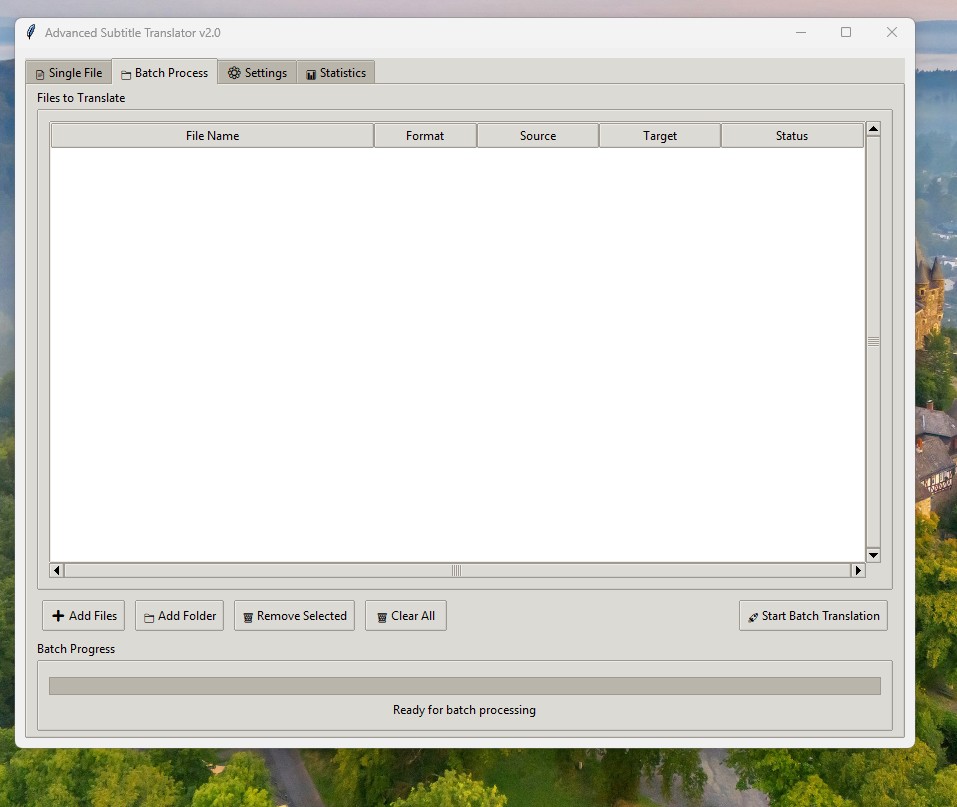 Advanced Subtitle Translator v2.0
Single File Batch Process Settings Statistics
Files to Translate
File Name Format Source Target Status
Add Files Add Folder Remove Selected Clear All Start Batch Translation
Batch Progress
Ready for batch processing